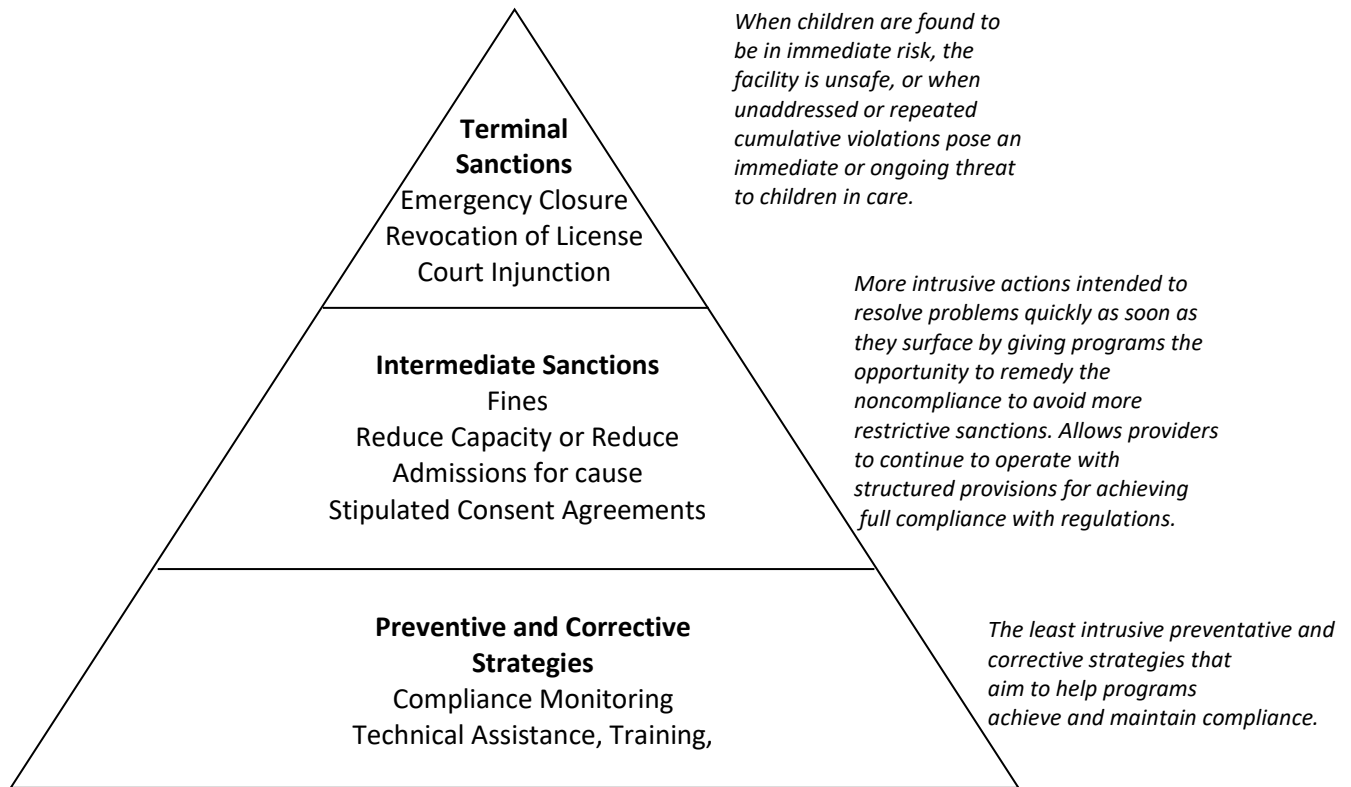 When children are found to
be in immediate risk, the
facility is unsafe, or when
unaddressed or repeated
cumulative violations pose an
immediate or ongoing threat
to children in care.
Terminal
Sanctions
Emergency Closure
Revocation of License
Court Injunction
More intrusive actions intended to
resolve problems quickly as soon as
they surface by giving programs the
opportunity to remedy the
noncompliance to avoid more
restrictive sanctions. Allows providers
to continue to operate with
structured provisions for achieving
full compliance with regulations.
Intermediate Sanctions
Fines
Reduce Capacity or Reduce
Admissions for cause
Stipulated Consent Agreements
Preventive and Corrective
Strategies
Compliance Monitoring
Technical Assistance, Training,
The least intrusive preventative and
corrective strategies that
aim to help programs
achieve and maintain compliance.